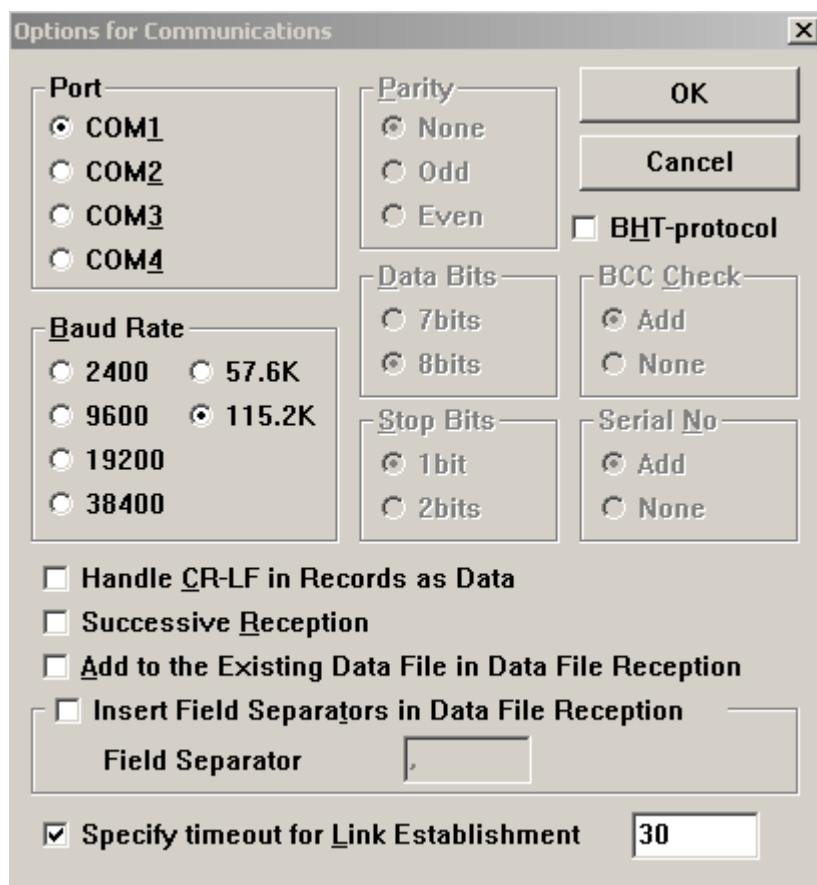 Options for Communications
Port
COM1
COM2
COM3
COM4
Baud Rate
2400
57.6K
9600
115.2K
19200
38400
Parity
None
Odd
Even
Data Bits
7bits
8bits
Stop Bits
1bit
2bits
OK
Cancel
BHT-protocol
BCC Check
Add
None
Serial No
Add
None
Handle CR-LF in Records as Data
Successive Reception
Add to the Existing Data File in Data File Reception
Insert Field Separators in Data File Reception
Field Separator ,
Specify timeout for Link Establishment 30